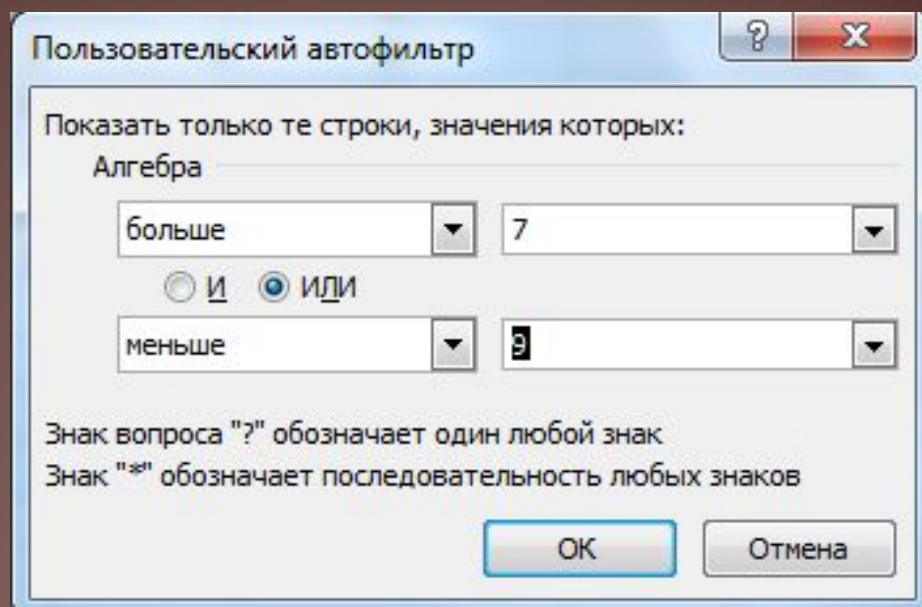 Пользовательский автофильтр
?
Показать только те строки, значения которых:
Алгебра
больше 7
И ИЛИ
меньше 9
Знак вопроса "?" обозначает один любой знак
Знак "*" обозначает последовательность любых знаков
ОК Отмена